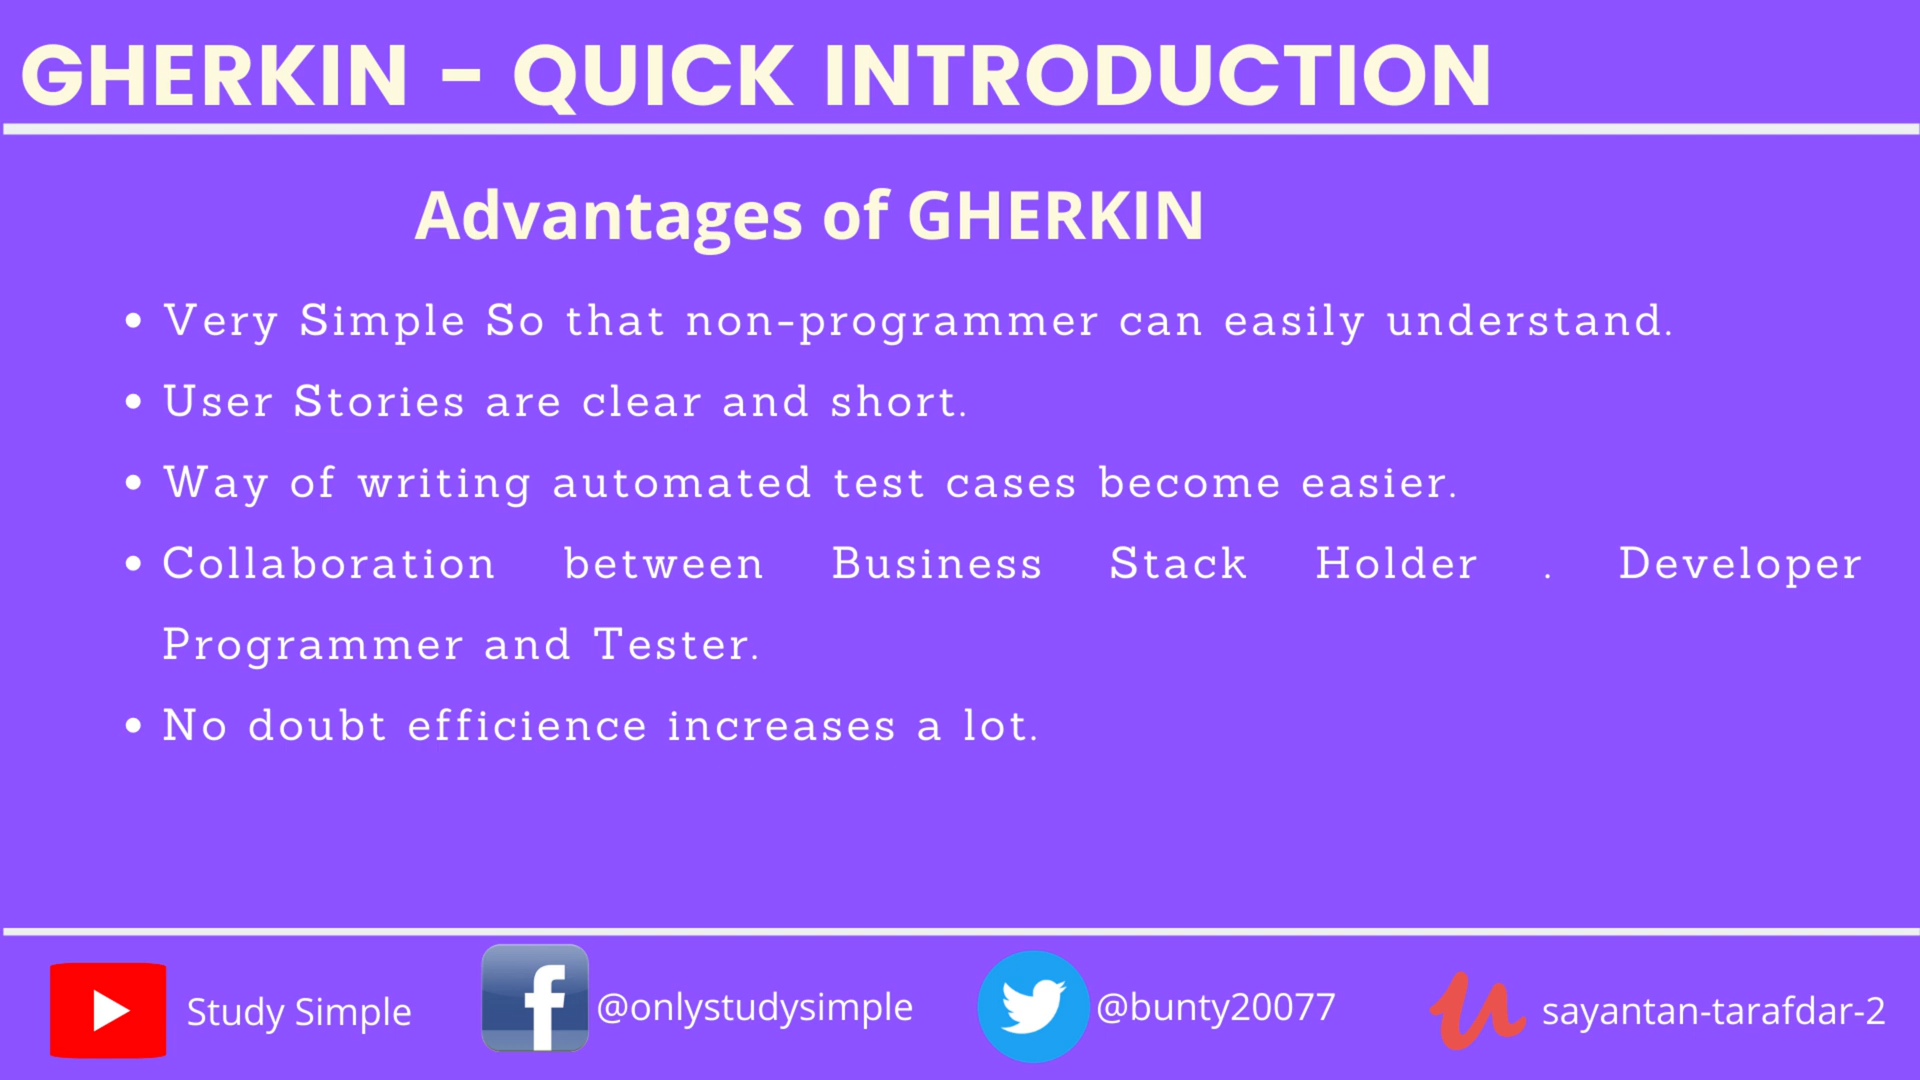 GHERKIN - QUICK INTRODUCTION
Advantages of GHERKIN
• Very Simple So that non-programmer can easily understand.
• User Stories are clear and short.
• Way of writing automated test cases become easier.
• Collaboration between Business Stack Holder . Developer
Programmer and Tester.
• No doubt efficience increases a lot.
Study Simple
@onlystudysimple
@bunty20077
sayantan-tarafdar-2